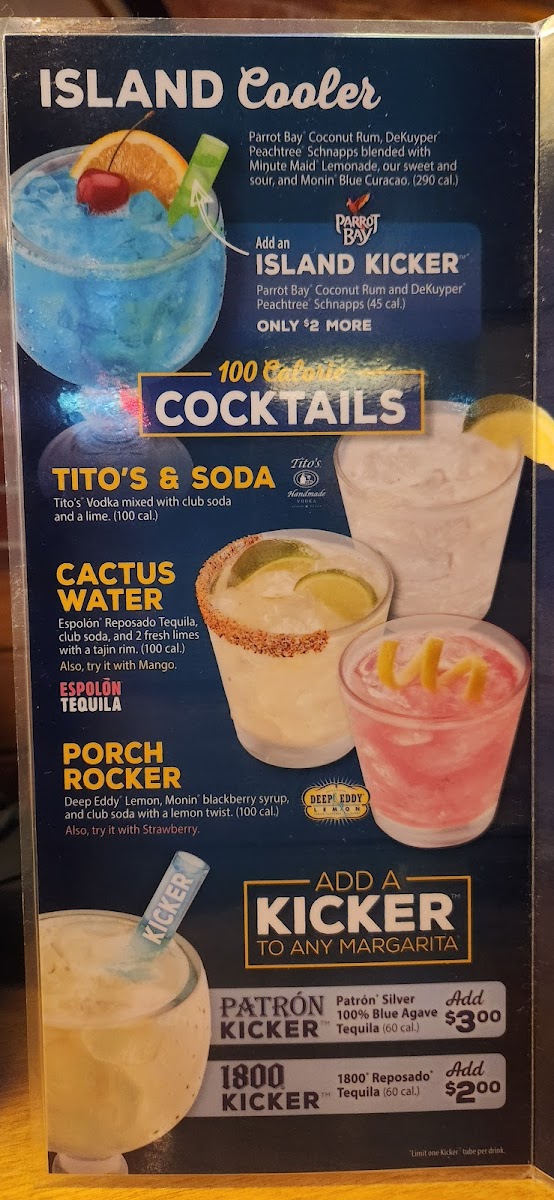 ISLAND Cooler
Parrot Bay® Coconut Rum, DeKuyper®
Peachtree® Schnapps blended with
Minute Maid® Lemonade, our sweet and
sour, and Monin® Blue Curacao. (290 cal.)
PARROT
BAY
Add an
ISLAND KICKER™
Parrot Bay® Coconut Rum and DeKuyper®
Peachtree® Schnapps (45 cal.)
ONLY $2 MORE
100 Calorie
COCKTAILS
TITO'S & SODA
Tito's® Vodka mixed with club soda
and a lime. (100 cal.)
Tito's
Handmade
VODKA
CACTUS
WATER
Espolòn® Reposado Tequila,
club soda, and 2 fresh limes
with a tajin rim. (100 cal.)
Also, try it with Mango.
ESPOLÒN
TEQUILA
PORCH
ROCKER
Deep Eddy® Lemon, Monin® blackberry syrup,
and club soda with a lemon twist. (100 cal.)
Also, try it with Strawberry.
DEEP EDDY
LEMON
KICKER
ADD A
KICKER™
TO ANY MARGARITA
PATRÓN
KICKER™
Patrón® Silver
100% Blue Agave
Tequila (60 cal.)
Add
$3.00
1800
KICKER™
1800® Reposado®
Tequila (60 cal.)
Add
$2.00
*Limit one Kicker™ tube per drink.